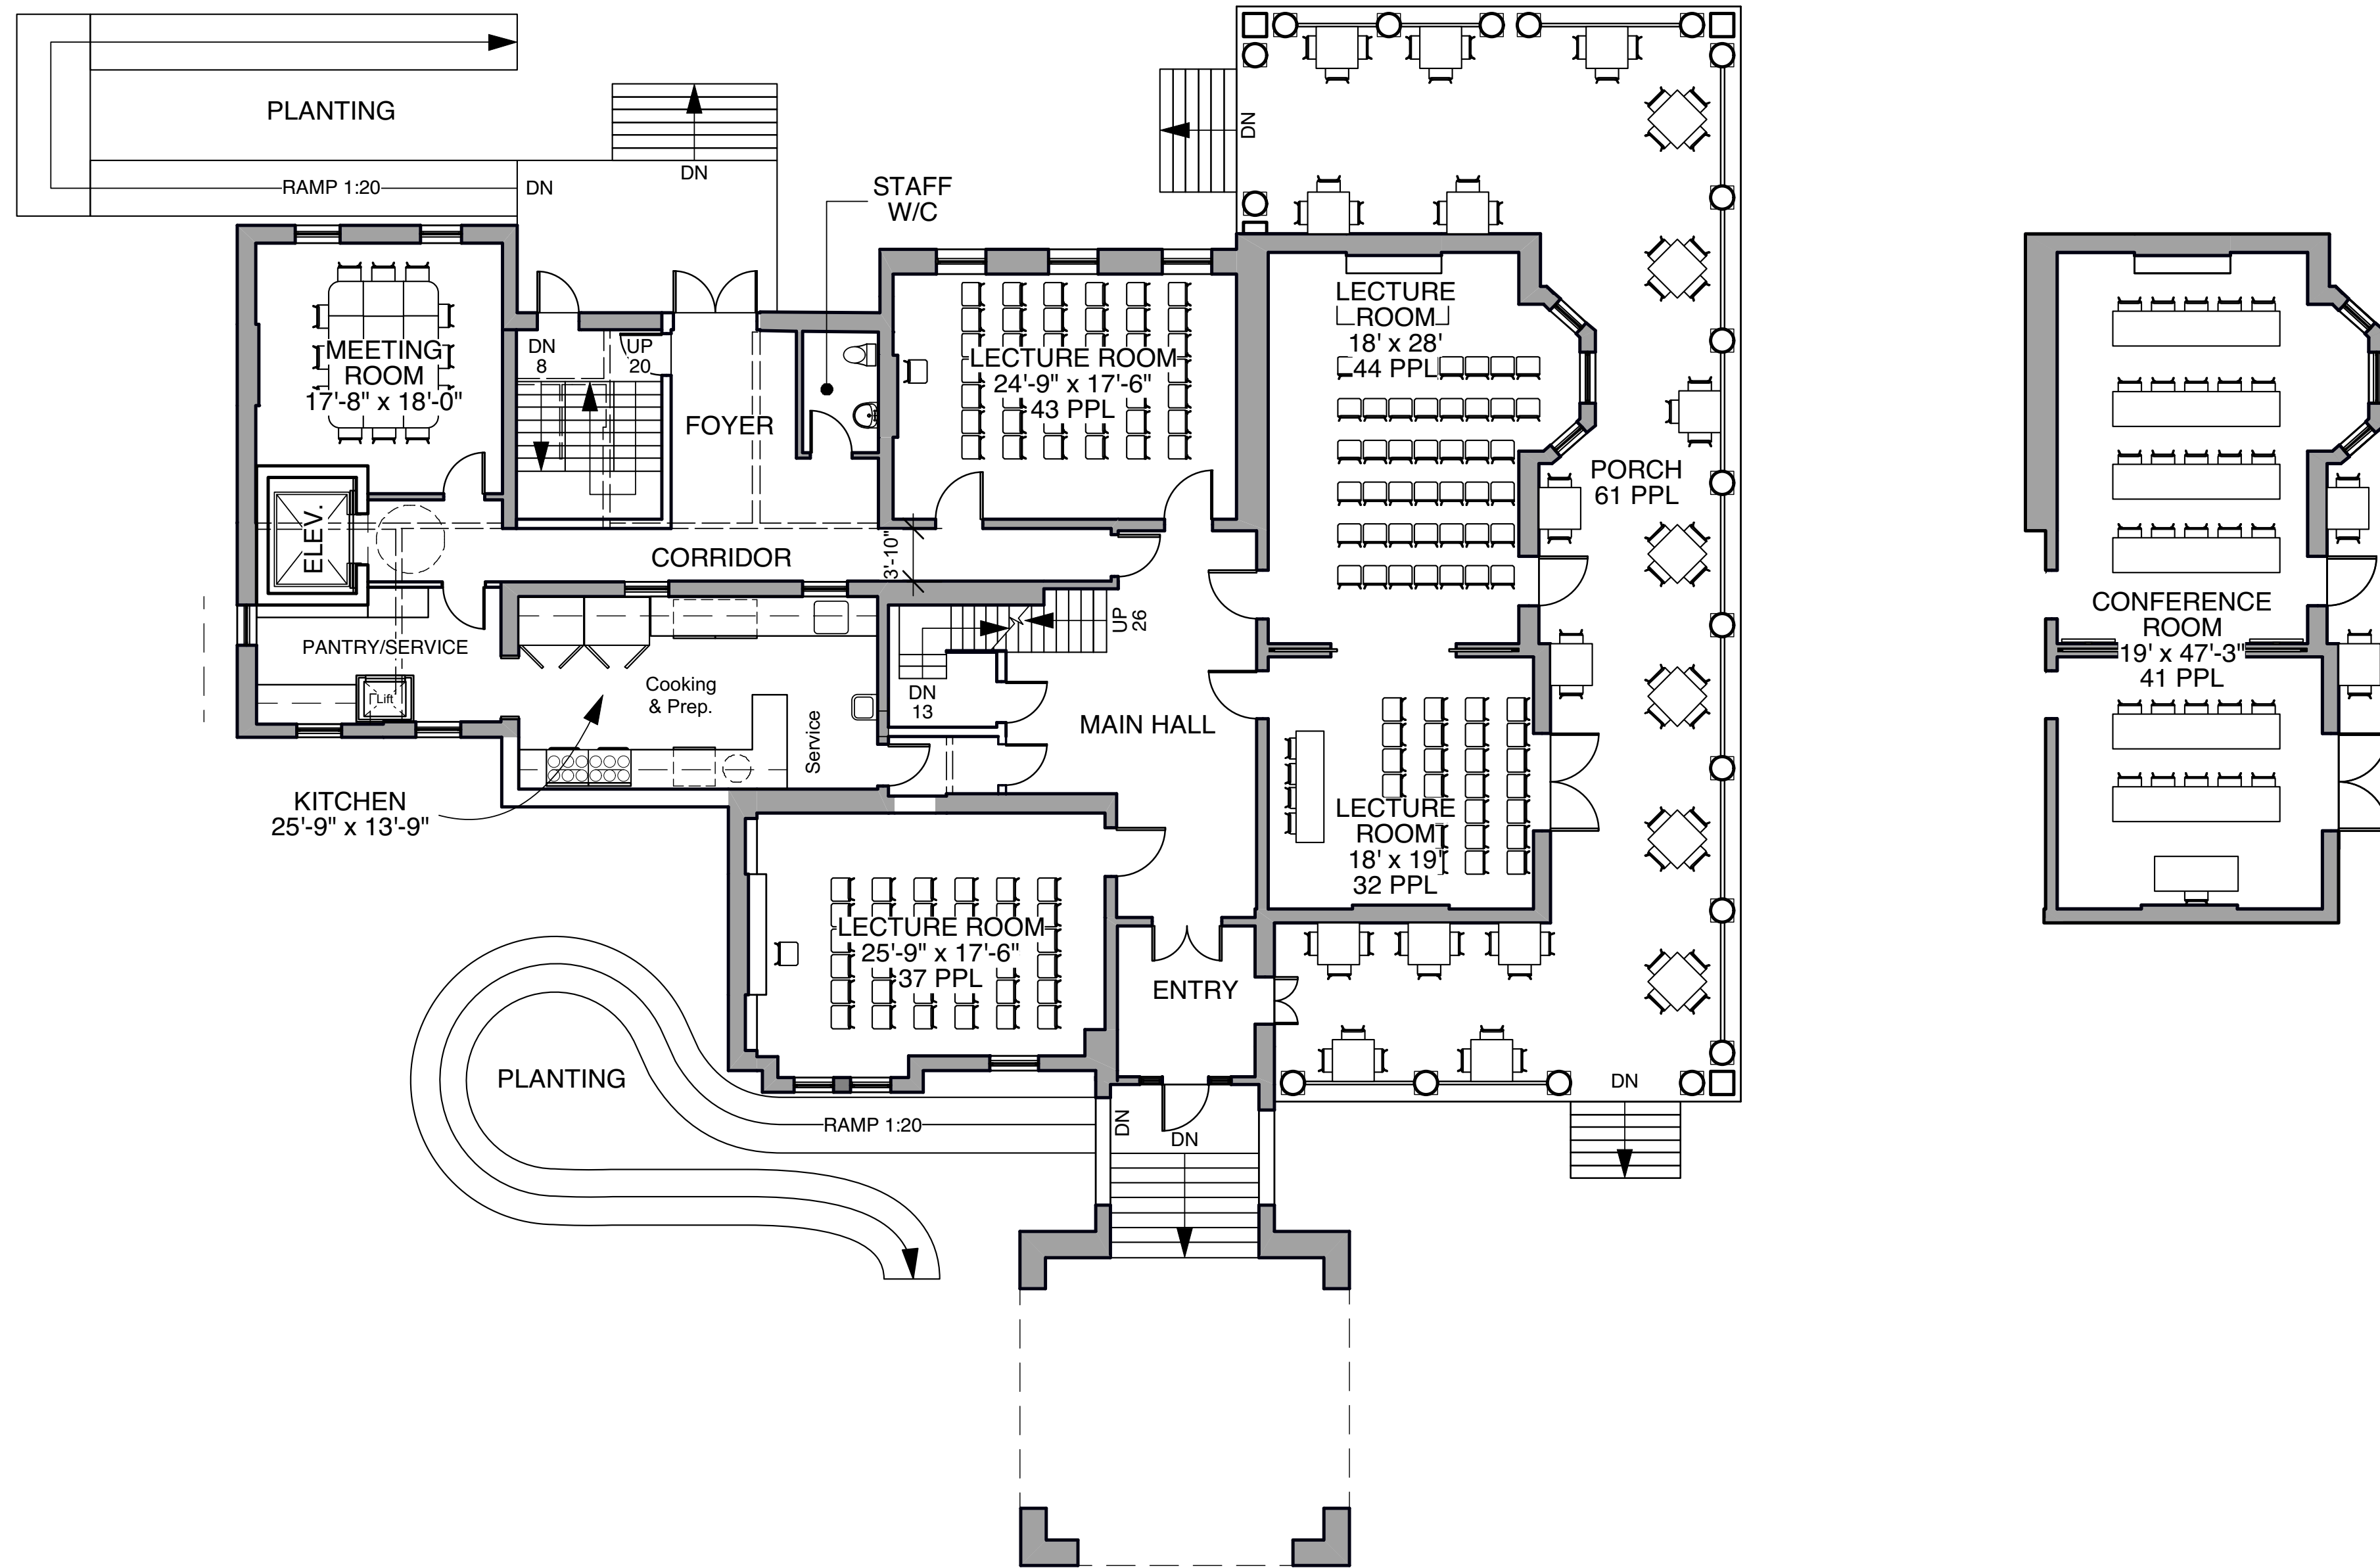 PLANTING
RAMP 1:20
DN
DN
STAFF
W/C
DN
MEETING
ROOM
17'-8" x 18'-0"
DN
8
UP
20
FOYER
LECTURE ROOM
24'-9" x 17'-6"
43 PPL
LECTURE
ROOM
18' x 28'
44 PPL
PORCH
61 PPL
ELEV.
CORRIDOR
3'-10"
UP
26
PANTRY/SERVICE
Lift
Cooking
& Prep.
Service
DN
13
MAIN HALL
KITCHEN
25'-9" x 13'-9"
LECTURE
ROOM
18' x 19'
32 PPL
CONFERENCE
ROOM
19' x 47'-3"
41 PPL
LECTURE ROOM
25'-9" x 17'-6"
37 PPL
ENTRY
PLANTING
RAMP 1:20
DN
DN
DN